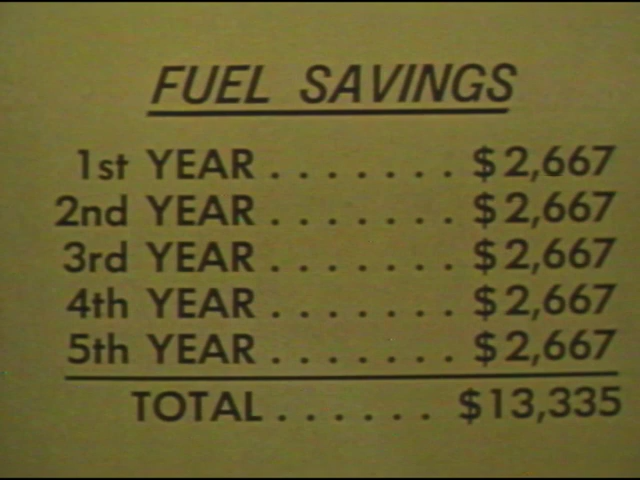 FUEL SAVINGS
1st YEAR ........ $2,667
2nd YEAR ........ $2,667
3rd YEAR ........ $2,667
4th YEAR ........ $2,667
5th YEAR ........ $2,667
TOTAL ...... $13,335